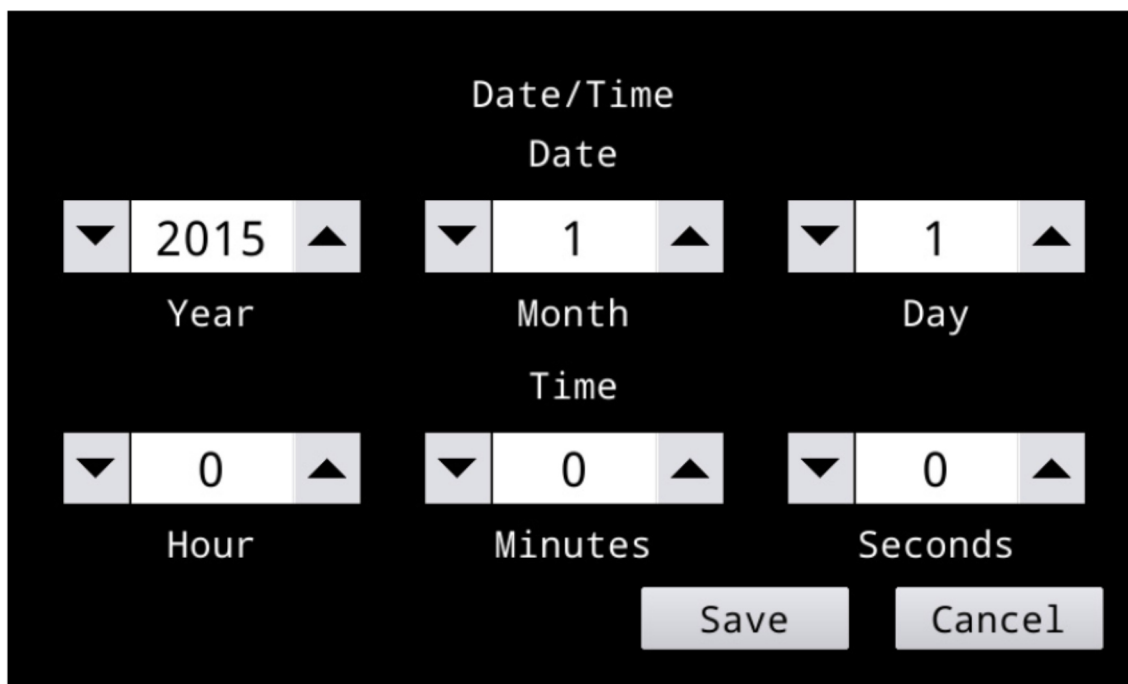 Date/Time
Date
2015 1 1
Year Month Day
Time
0 0 0
Hour Minutes Seconds
Save Cancel